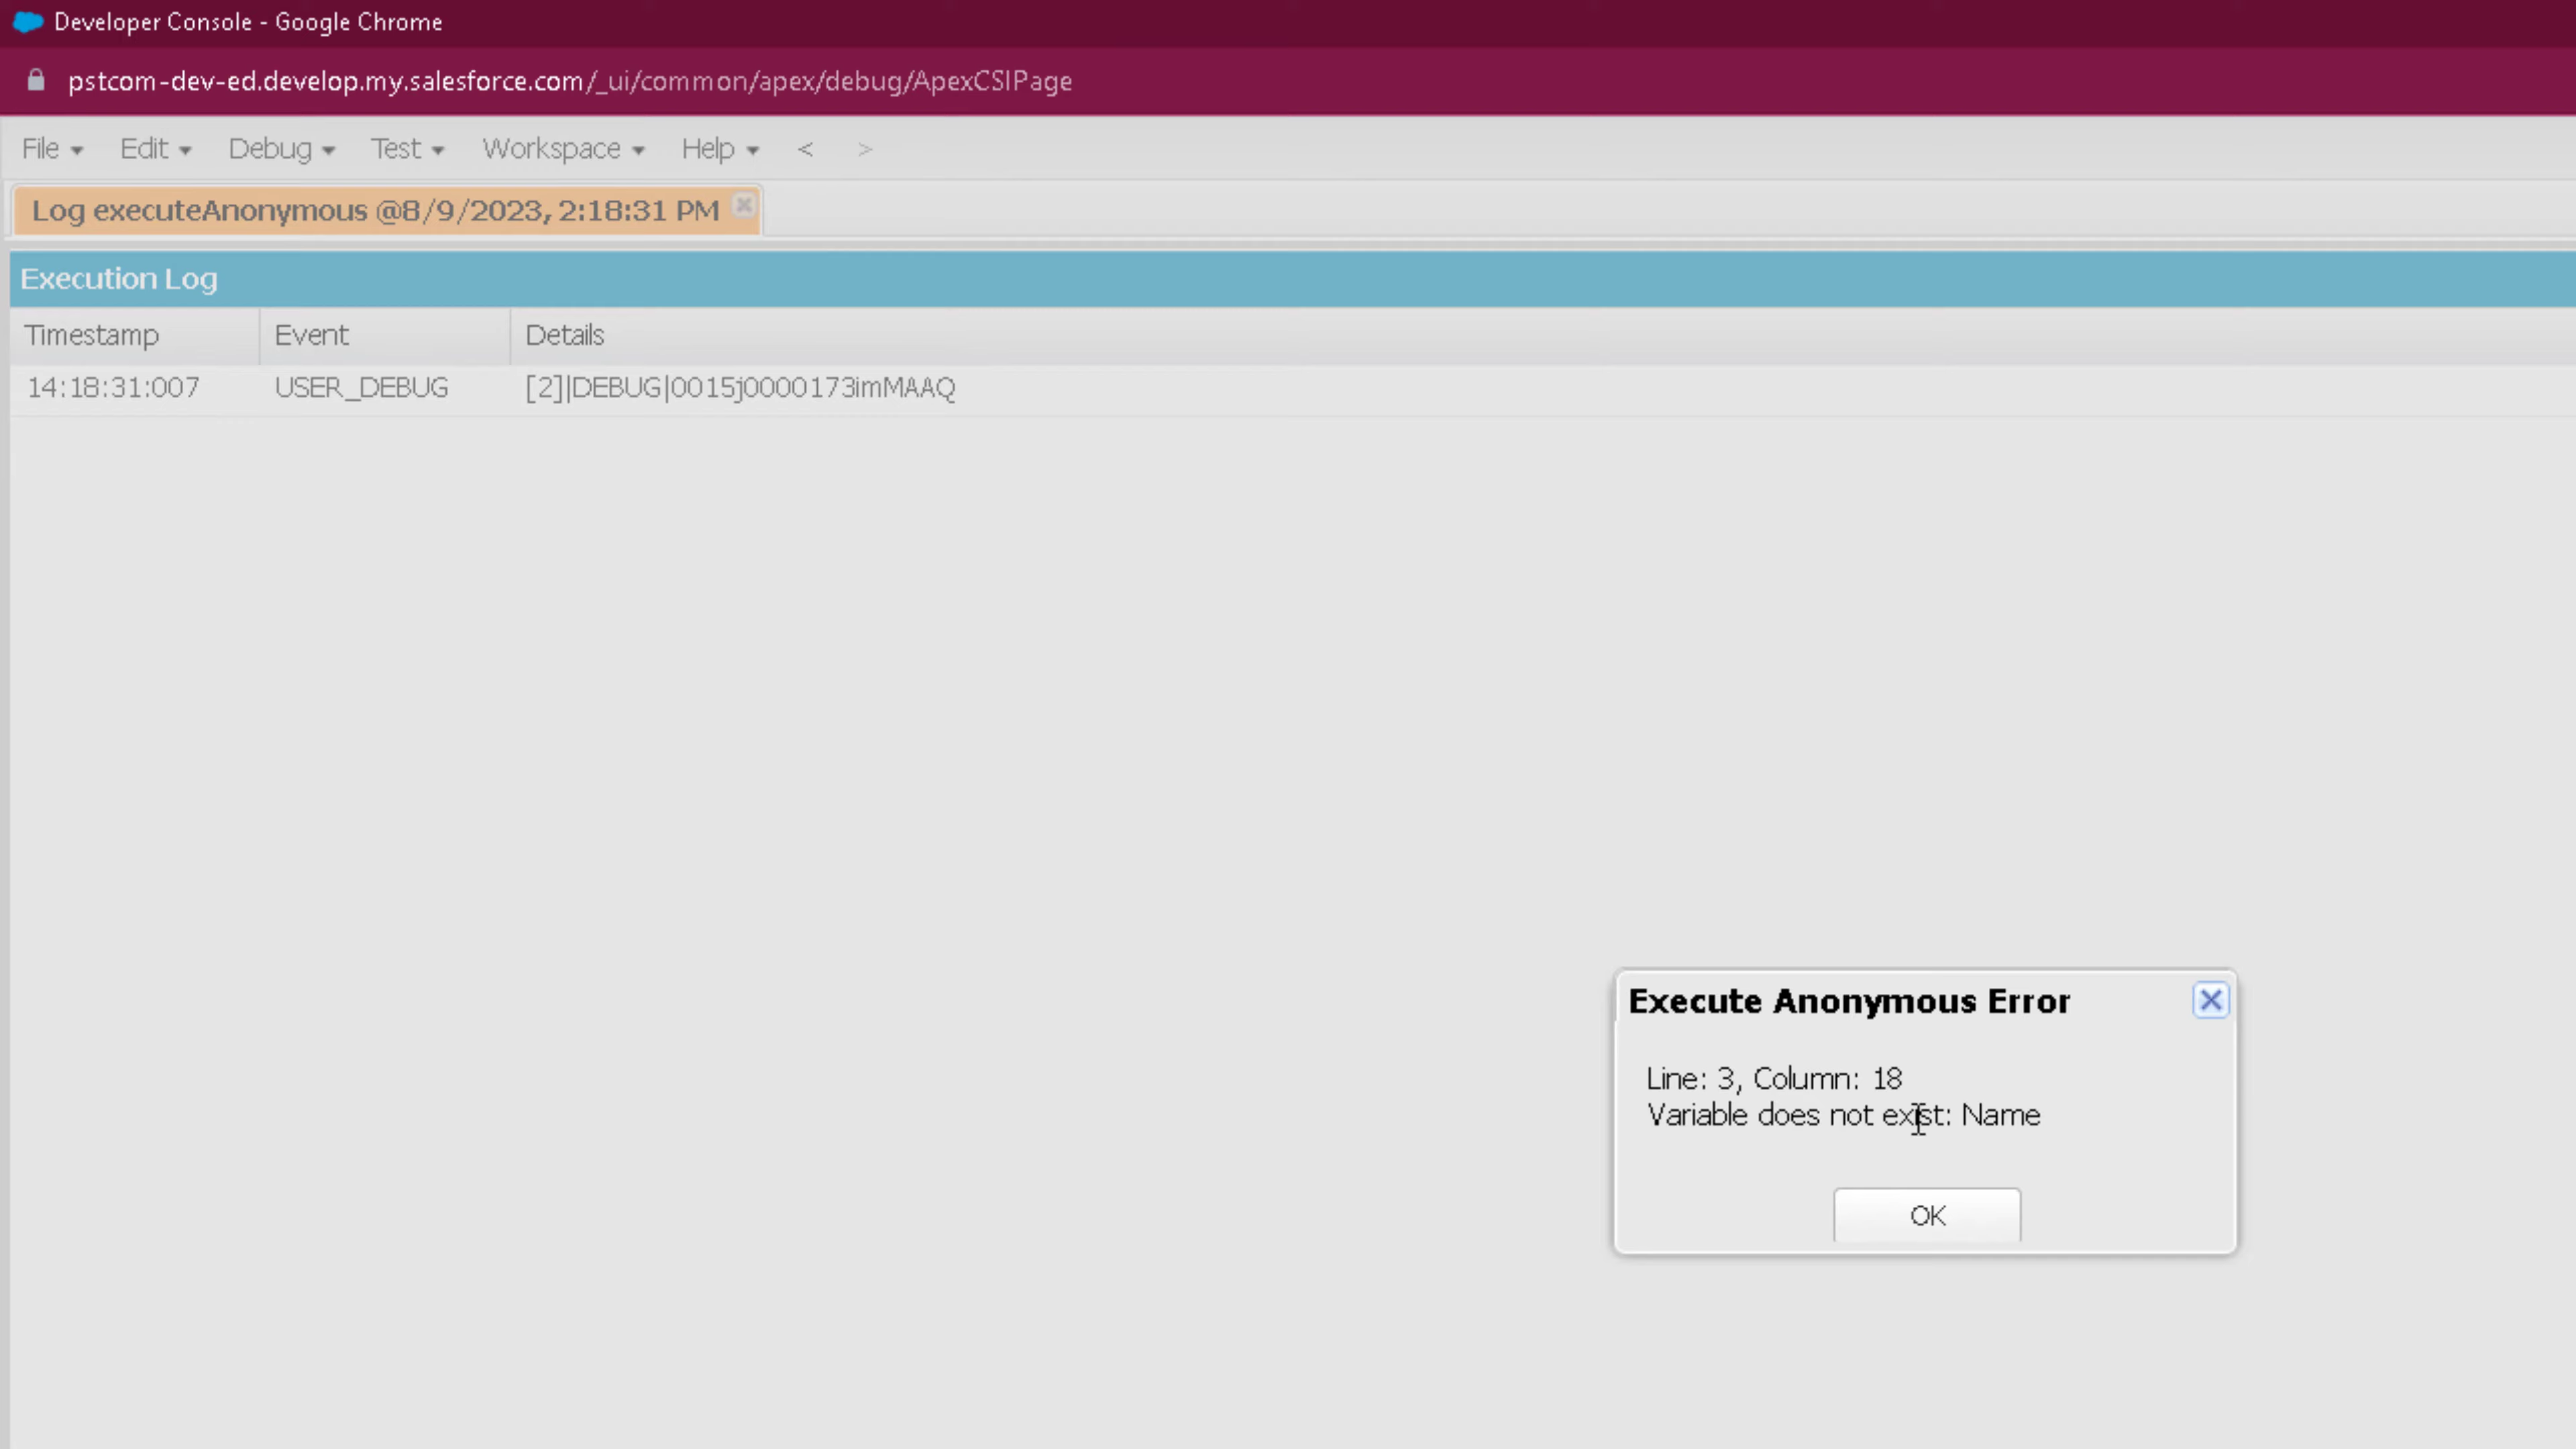 Developer Console - Google Chrome
pstcom-dev-ed.develop.my.salesforce.com/_ui/common/apex/debug/ApexCSIPage
File Edit Debug Test Workspace Help < >
Log executeAnonymous @8/9/2023, 2:18:31 PM
Execution Log
Timestamp Event Details
14:18:31:007 USER_DEBUG [2]|DEBUG|0015j0000173imMAAQ
Execute Anonymous Error
Line: 3, Column: 18
Variable does not exist: Name
OK